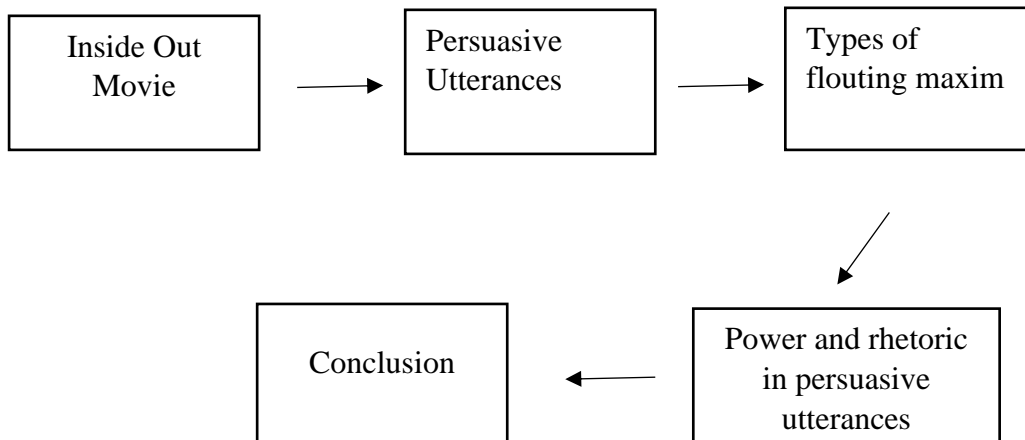 Inside Out
Movie
Persuasive
Utterances
Types of
flouting maxim
Power and rhetoric
in persuasive
utterances
Conclusion